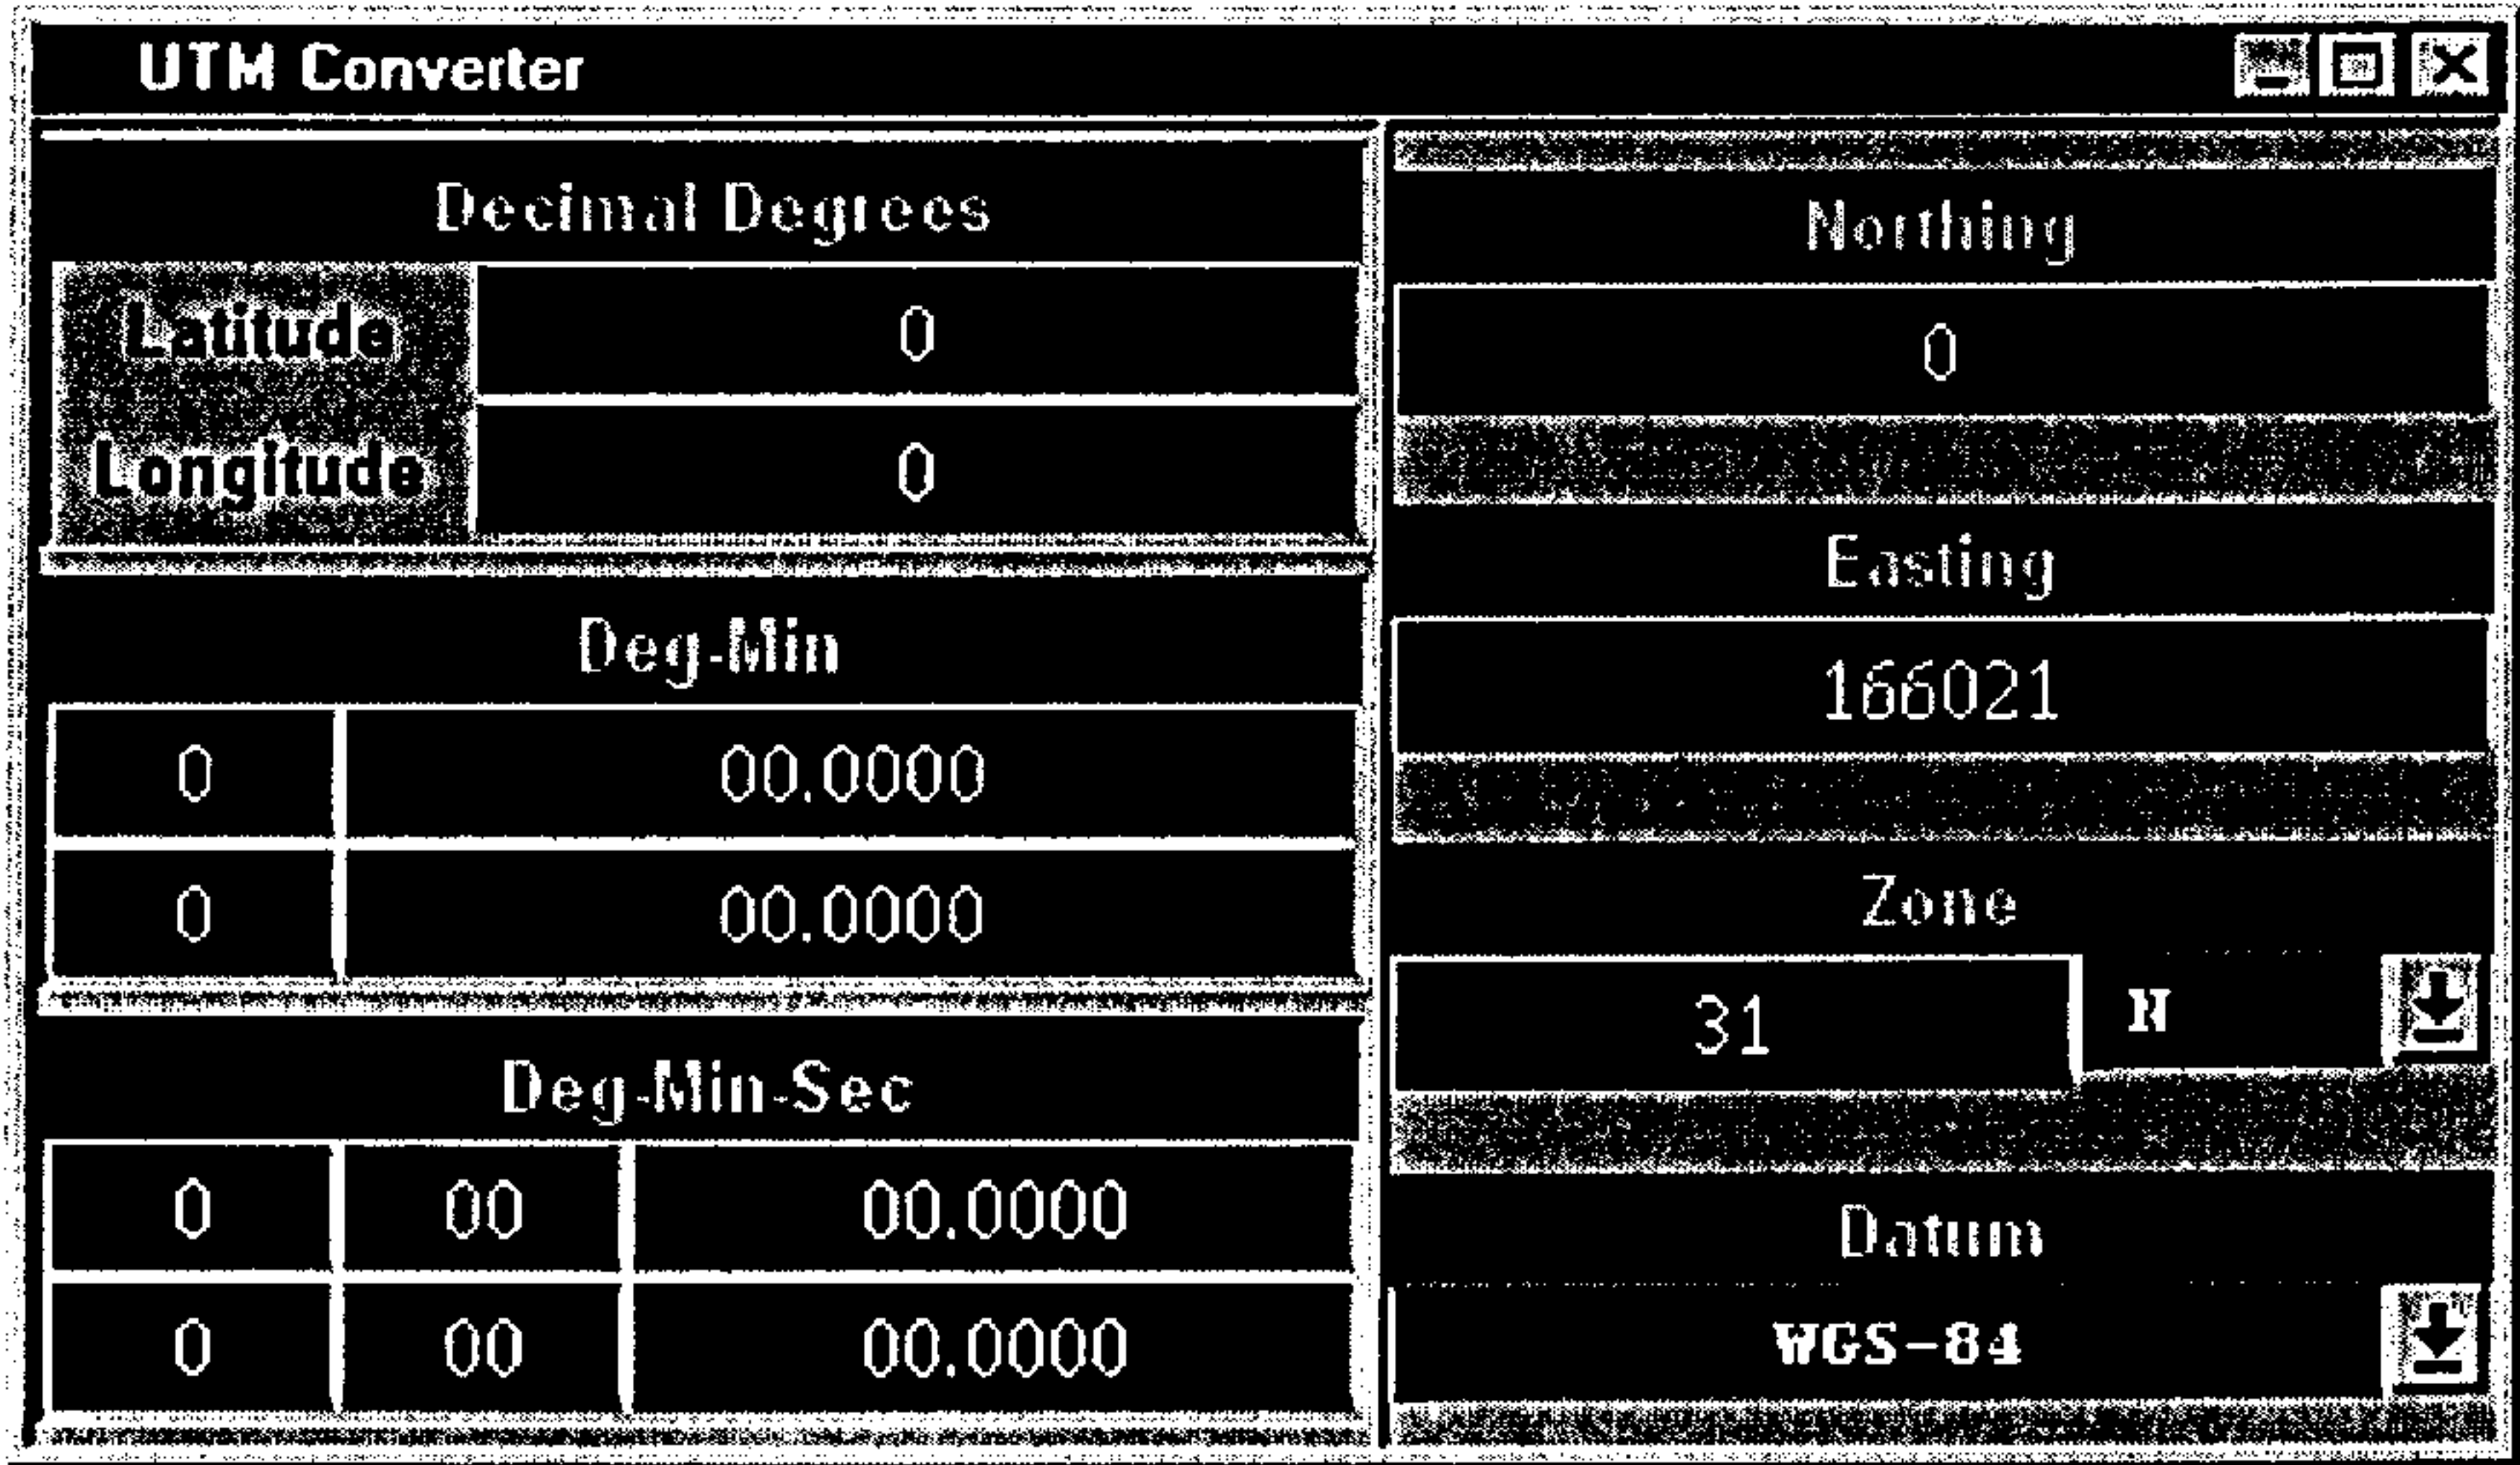 UTM Converter
Decimal Degrees
Latitude 0
Longitude 0
Deg-Min
0 00.0000
0 00.0000
Deg-Min-Sec
0 00 00.0000
0 00 00.0000
Northing
0
Easting
166021
Zone
31 N
Datum
WGS-84